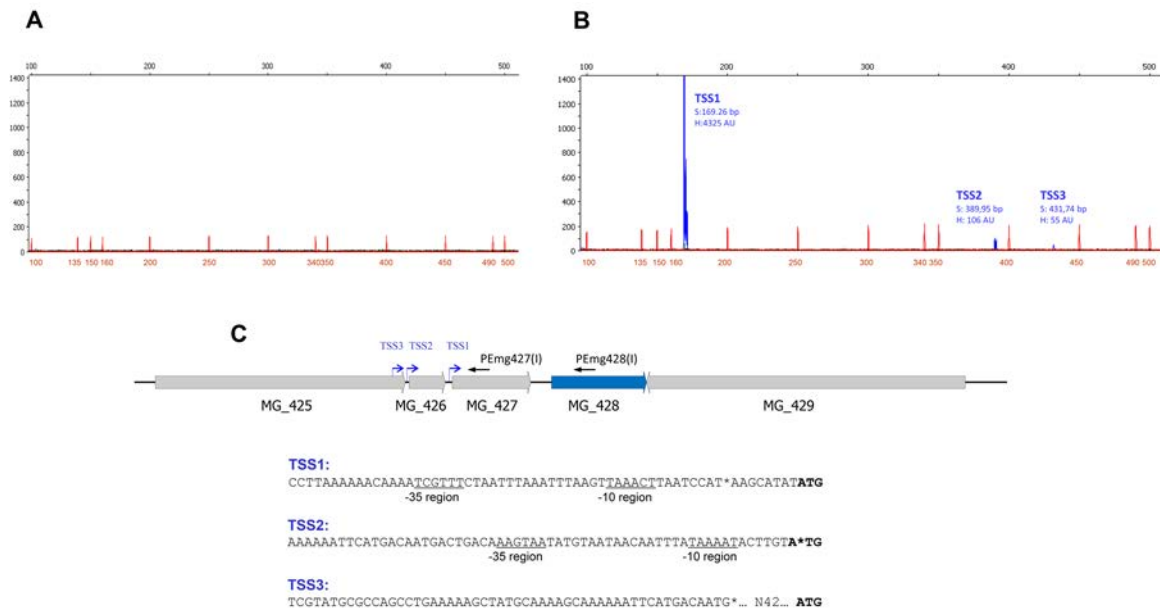 A
100 200 300 400 500
1400
1200
1000
800
600
400
200
0
100 135 150 160 200 250 300 340 350 400 450 490 500
B
100 200 300 400 500
1400
1200
1000
800
600
400
200
0
TSS1
S:169.26 bp
H:4325 AU
TSS2
S: 389,95 bp
H: 106 AU
TSS3
S: 431,74 bp
H: 55 AU
100 135 150 160 200 250 300 340 350 400 450 490 500
C
TSS3 TSS2 TSS1 PEmg427(I) PEmg428(I)
MG_425 MG_426 MG_427 MG_428 MG_429
TSS1:
CCTTAAAAAACAAAATCGTTTCTAATTTAAATTTAAGTTAAACTTAATCCAT*AAGCATATATG
-35 region -10 region
TSS2:
AAAAAATTCATGACAATGACTGACAAAGTAATATGTAATAACAATTTATAAAATACTTGTA*TG
-35 region -10 region
TSS3:
TCGTATGCGCCAGCCTGAAAAAGCTATGCAAAAGCAAAAAATTCATGACAATG*… N42… ATG